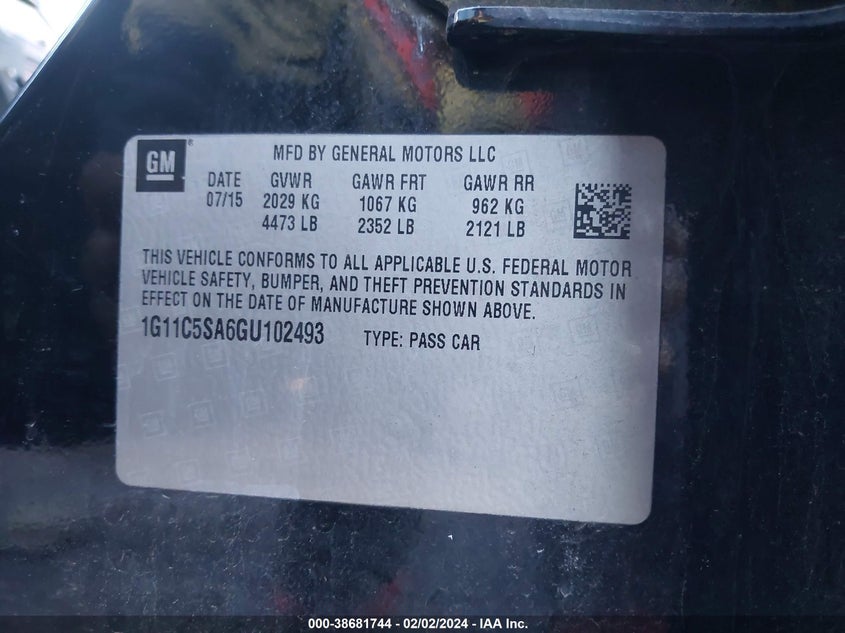 GM ®
MFD BY GENERAL MOTORS LLC
DATE GVWR GAWR FRT GAWR RR
07/15 2029 KG 1067 KG 962 KG
4473 LB 2352 LB 2121 LB
THIS VEHICLE CONFORMS TO ALL APPLICABLE U.S. FEDERAL MOTOR
VEHICLE SAFETY, BUMPER, AND THEFT PREVENTION STANDARDS IN
EFFECT ON THE DATE OF MANUFACTURE SHOWN ABOVE.
1G11C5SA6GU102493 TYPE: PASS CAR
000-38681744 - 02/02/2024 - IAA Inc.